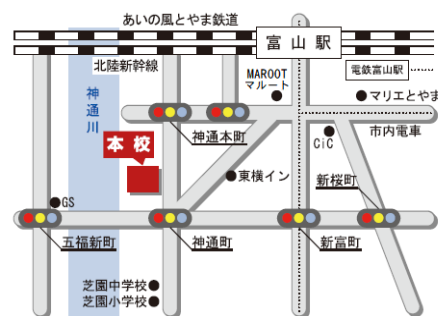 あいの風とやま鉄道
富山駅
北陸新幹線
MAROOT
マルート
電鉄富山駅
マリエとやま
神通川
本校
神通本町
CiC
市内電車
東横イン
新桜町
GS
五福新町
神通町
新富町
芝園中学校
芝園小学校